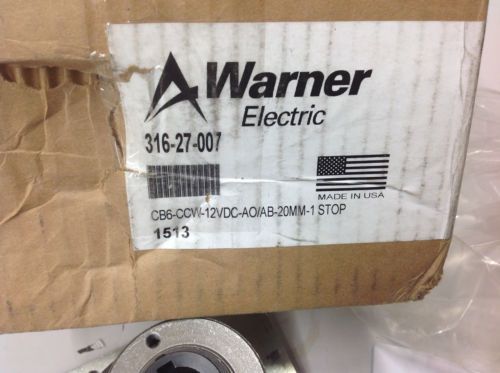 Warner
Electric
316-27-007
MADE IN USA
CB6-CCW-12VDC-AO/AB-20MM-1 STOP
1513